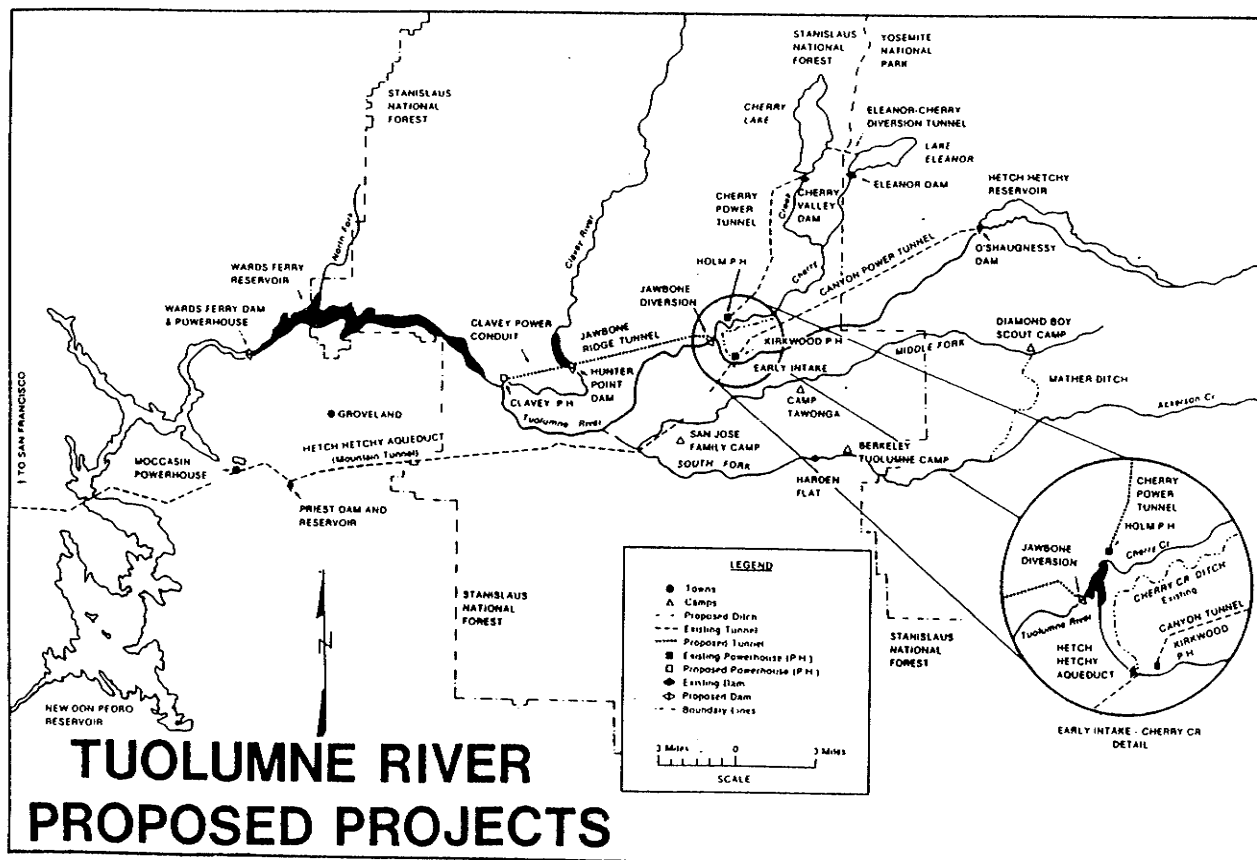 STANISLAUS
NATIONAL
FOREST
YOSEMITE
NATIONAL
PARK
STANISLAUS
NATIONAL
FOREST
CHERRY
LAKE
ELEANOR-CHERRY
DIVERSION TUNNEL
LAKE
ELEANOR
ELEANOR DAM
HETCH HETCHY
RESERVOIR
CHERRY
POWER
TUNNEL
Creek
CHERRY
VALLEY
DAM
North Fork
Clavey River
WARDS FERRY
RESERVOIR
HOLM P H
Cherry
CANYON POWER TUNNEL
O'SHAUGNESSY
DAM
WARDS FERRY DAM
& POWERHOUSE
JAWBONE
DIVERSION
CLAVEY POWER
CONDUIT
JAWBONE
RIDGE TUNNEL
KIRKWOOD P H
MIDDLE FORK
DIAMOND BOY
SCOUT CAMP
HUNTER
POINT
DAM
EARLY INTAKE
MATHER DITCH
CLAVEY P H
CAMP
TAWONGA
Ackerson Cr
Tuolumne River
GROVELAND
1 TO SAN FRANCISCO
HETCH HETCHY AQUEDUCT
(Mountain Tunnel)
SAN JOSE
FAMILY CAMP
BERKELEY
TUOLUMNE CAMP
MOCCASIN
POWERHOUSE
SOUTH FORK
HARDEN
FLAT
PRIEST DAM AND
RESERVOIR
CHERRY
POWER
TUNNEL
HOLM P H
JAWBONE
DIVERSION
Cherry Cr
CHERRY CR DITCH
Existing
Tuolumne River
CANYON TUNNEL
KIRKWOOD
P H
HETCH
HETCHY
AQUEDUCT
EARLY INTAKE - CHERRY CR
DETAIL
STANISLAUS
NATIONAL
FOREST
STANISLAUS
NATIONAL
FOREST
LEGEND
Towns
Camps
Proposed Ditch
Existing Tunnel
Proposed Tunnel
Existing Powerhouse (P H )
Proposed Powerhouse (P H )
Existing Dam
Proposed Dam
Boundary Lines
3 Miles 0 3 Miles
SCALE
N
NEW DON PEDRO
RESERVOIR
TUOLUMNE RIVER
PROPOSED PROJECTS